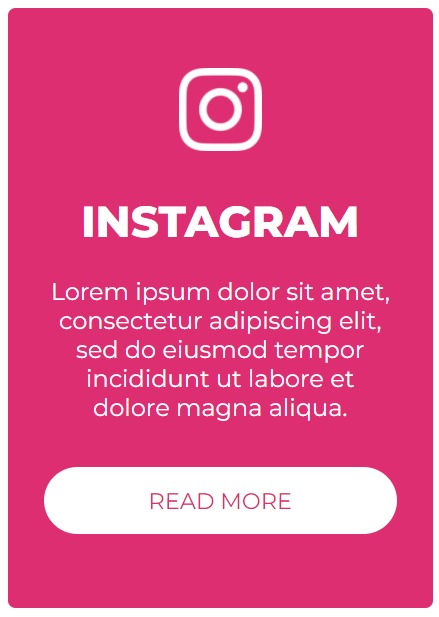 INSTAGRAM
Lorem ipsum dolor sit amet,
consectetur adipiscing elit,
sed do eiusmod tempor
incididunt ut labore et
dolore magna aliqua.
READ MORE